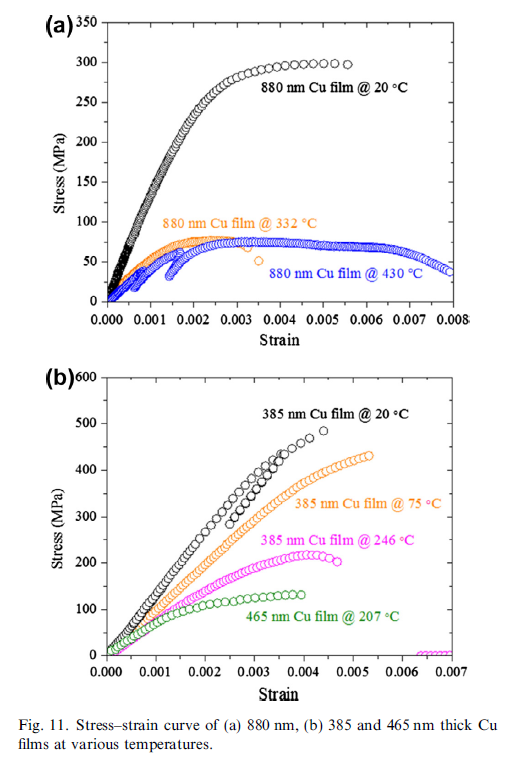 (a)
350
300
250
200
150
100
50
0
Stress (MPa)
880 nm Cu film @ 20 °C
880 nm Cu film @ 332 °C
880 nm Cu film @ 430 °C
0.000 0.001 0.002 0.003 0.004 0.005 0.006 0.007 0.008
Strain
(b)
600
500
400
300
200
100
0
Stress (MPa)
385 nm Cu film @ 20 °C
385 nm Cu film @ 75 °C
385 nm Cu film @ 246 °C
465 nm Cu film @ 207 °C
0.000 0.001 0.002 0.003 0.004 0.005 0.006 0.007
Strain
Fig. 11. Stress–strain curve of (a) 880 nm, (b) 385 and 465 nm thick Cu
films at various temperatures.